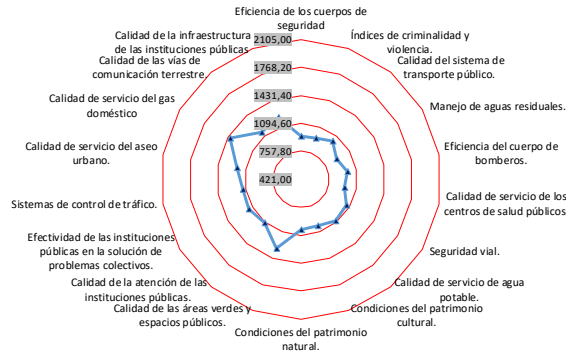 Eficiencia de los cuerpos de
seguridad
Índices de criminalidad y
violencia.
Calidad del sistema de
transporte público.
Manejo de aguas residuales.
Eficiencia del cuerpo de
bomberos.
Calidad de servicio de los
centros de salud públicos
Seguridad vial.
Calidad de servicio de agua
potable.
Condiciones del patrimonio
cultural.
Condiciones del patrimonio
natural.
Calidad de las áreas verdes y
espacios públicos.
Calidad de la atención de las
instituciones públicas.
Efectividad de las instituciones
públicas en la solución de
problemas colectivos.
Sistemas de control de tráfico.
Calidad de servicio del aseo
urbano.
Calidad de servicio del gas
doméstico
Calidad de las vías de
comunicación terrestre.
Calidad de la infraestructura
de las instituciones públicas
2105,00
1768,20
1431,40
1094,60
757,80
421,00